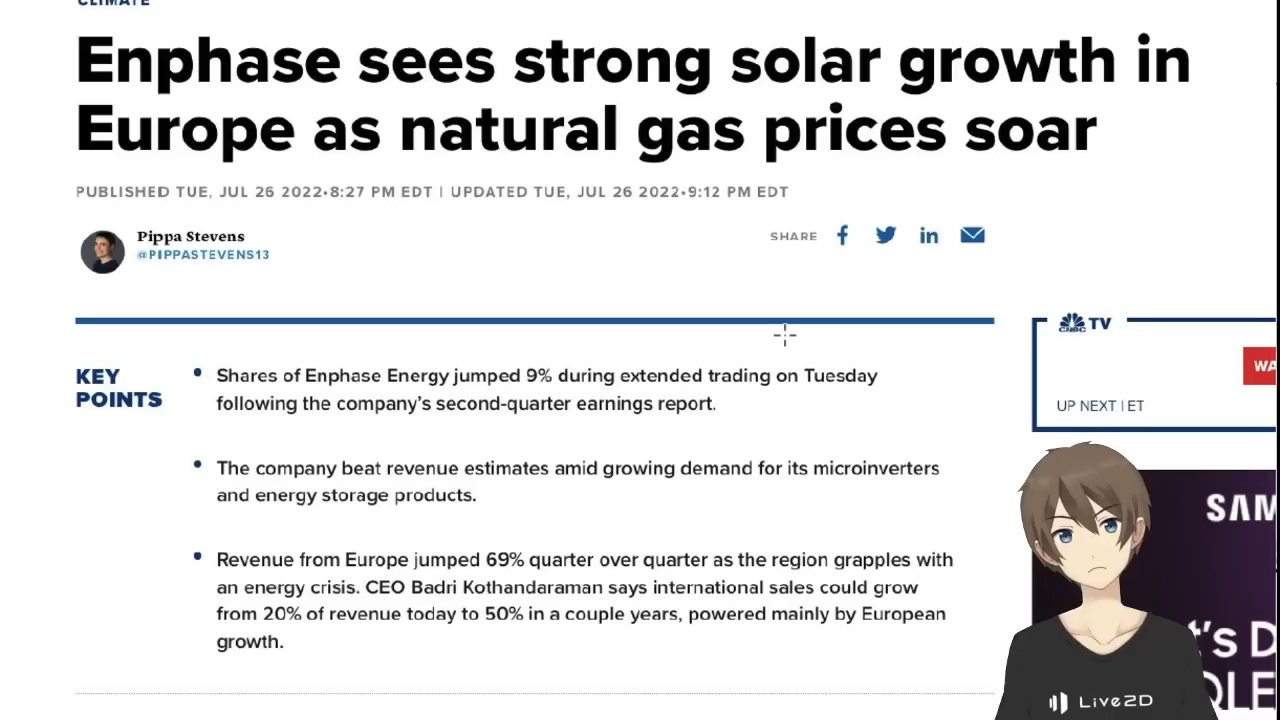 CLIMATE
Enphase sees strong solar growth in
Europe as natural gas prices soar
PUBLISHED TUE, JUL 26 2022•8:27 PM EDT | UPDATED TUE, JUL 26 2022•9:12 PM EDT
Pippa Stevens
@PIPPASTEVENS13
SHARE
CNBC TV
WA
UP NEXT | ET
KEY
POINTS
Shares of Enphase Energy jumped 9% during extended trading on Tuesday
following the company’s second-quarter earnings report.
The company beat revenue estimates amid growing demand for its microinverters
and energy storage products.
Revenue from Europe jumped 69% quarter over quarter as the region grapples with
an energy crisis. CEO Badri Kothandaraman says international sales could grow
from 20% of revenue today to 50% in a couple years, powered mainly by European
growth.
SAM
t’s D
OLE
Live2D